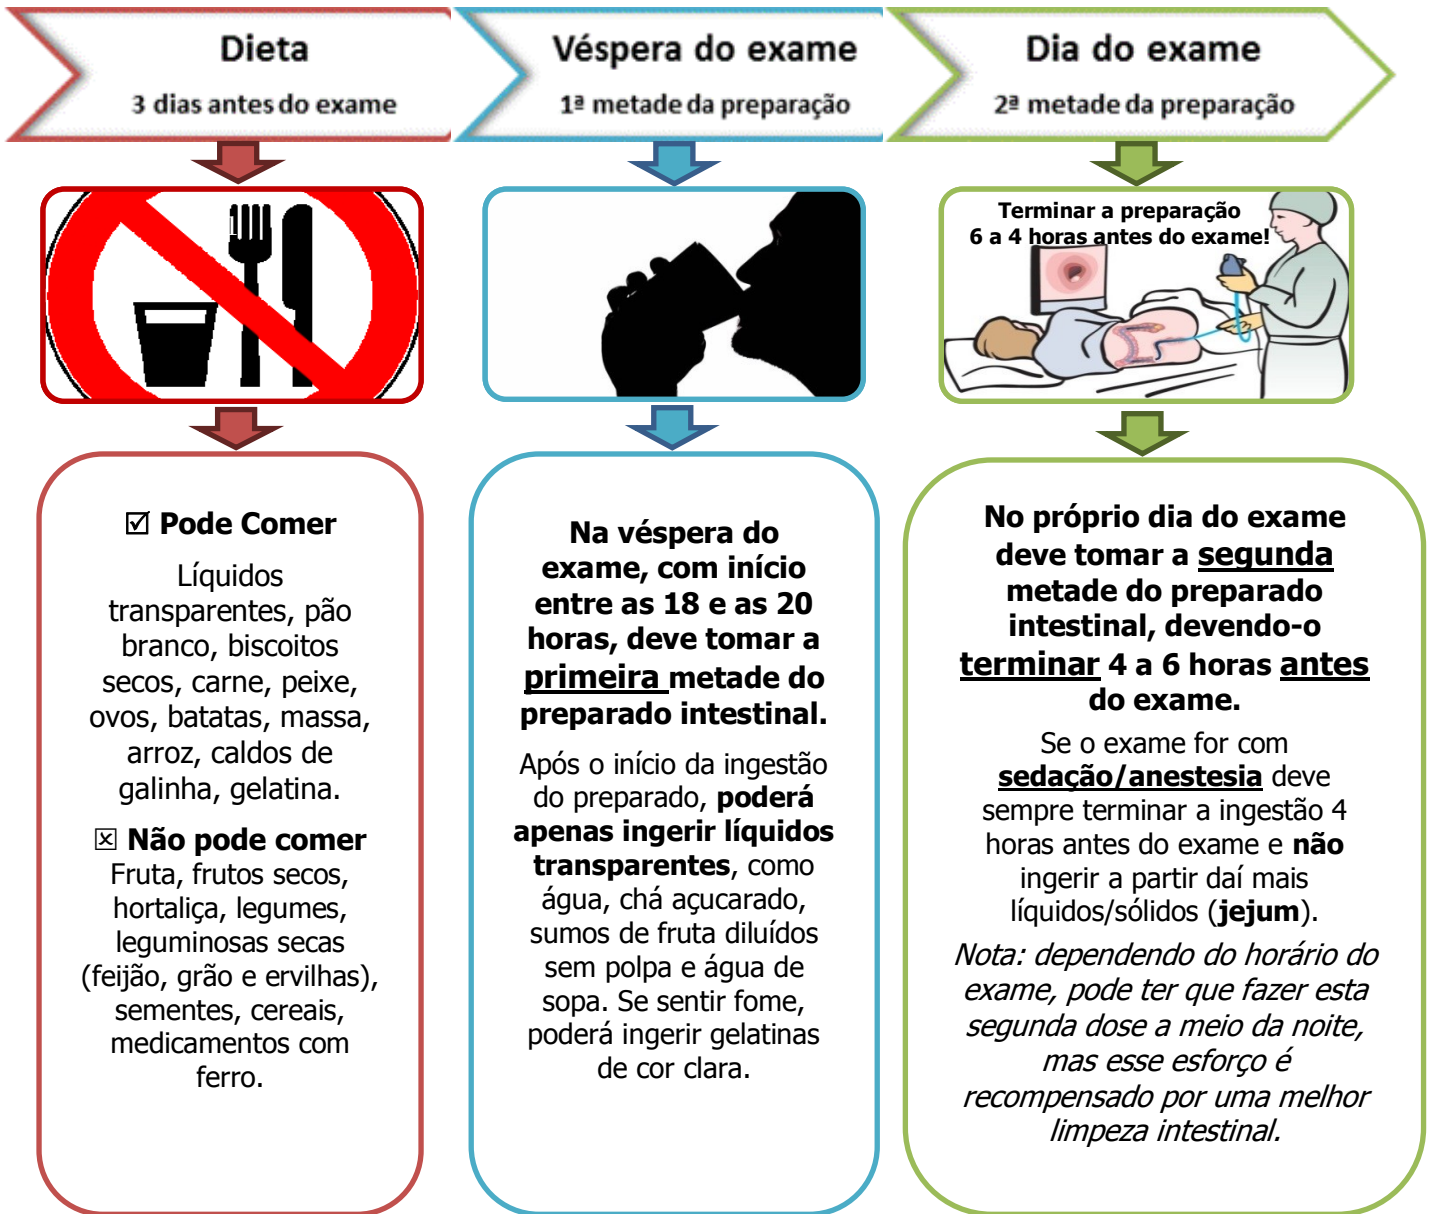 Dieta
3 dias antes do exame
Véspera do exame
1ª metade da preparação
Dia do exame
2ª metade da preparação
Terminar a preparação
6 a 4 horas antes do exame!
☑ Pode Comer
Líquidos
transparentes, pão
branco, biscoitos
secos, carne, peixe,
ovos, batatas, massa,
arroz, caldos de
galinha, gelatina.
☒ Não pode comer
Fruta, frutos secos,
hortaliça, legumes,
leguminosas secas
(feijão, grão e ervilhas),
sementes, cereais,
medicamentos com
ferro.
Na véspera do
exame, com início
entre as 18 e as 20
horas, deve tomar a
primeira metade do
preparado intestinal.
Após o início da ingestão
do preparado, poderá
apenas ingerir líquidos
transparentes, como
água, chá açucarado,
sumos de fruta diluídos
sem polpa e água de
sopa. Se sentir fome,
poderá ingerir gelatinas
de cor clara.
No próprio dia do exame
deve tomar a segunda
metade do preparado
intestinal, devendo-o
terminar 4 a 6 horas antes
do exame.
Se o exame for com
sedação/anestesia deve
sempre terminar a ingestão 4
horas antes do exame e não
ingerir a partir daí mais
líquidos/sólidos (jejum).
Nota: dependendo do horário do
exame, pode ter que fazer esta
segunda dose a meio da noite,
mas esse esforço é
recompensado por uma melhor
limpeza intestinal.